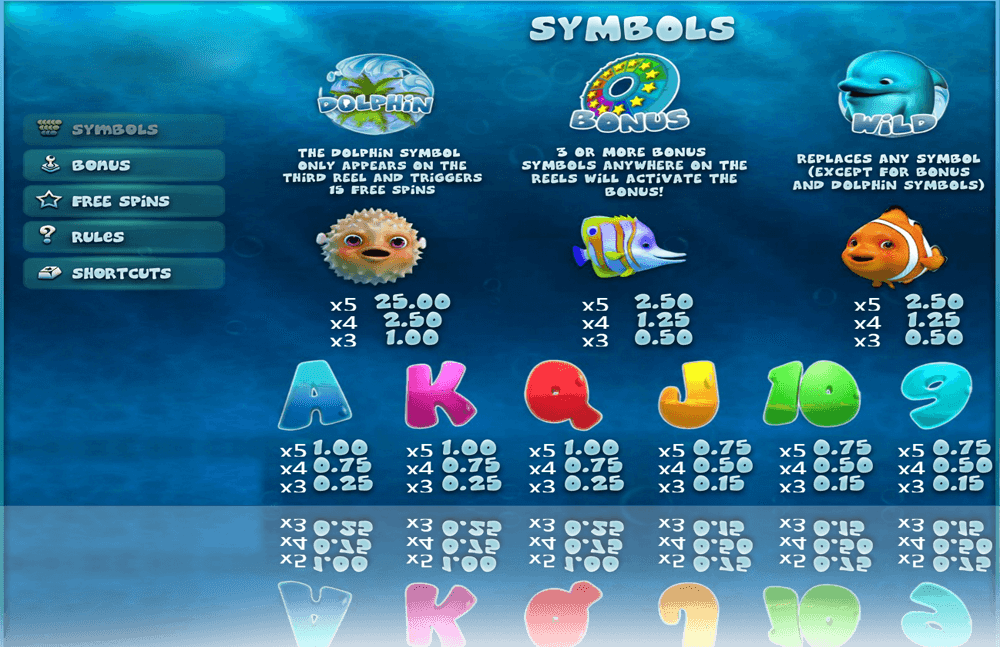 SYMBOLS
SYMBOLS
BONUS
FREE SPINS
RULES
SHORTCUTS
DOLPHIN
THE DOLPHIN SYMBOL
ONLY APPEARS ON THE
THIRD REEL AND TRIGGERS
15 FREE SPINS
BONUS
3 OR MORE BONUS
SYMBOLS ANYWHERE ON THE
REELS WILL ACTIVATE THE
BONUS!
WILD
REPLACES ANY SYMBOL
(EXCEPT FOR BONUS
AND DOLPHIN SYMBOLS)
x5 25.00
x4 2.50
x3 1.00
x5 2.50
x4 1.25
x3 0.50
x5 2.50
x4 1.25
x3 0.50
A
x5 1.00
x4 0.75
x3 0.25
K
x5 1.00
x4 0.75
x3 0.25
Q
x5 1.00
x4 0.75
x3 0.25
J
x5 0.75
x4 0.50
x3 0.15
10
x5 0.75
x4 0.50
x3 0.15
9
x5 0.75
x4 0.50
x3 0.15